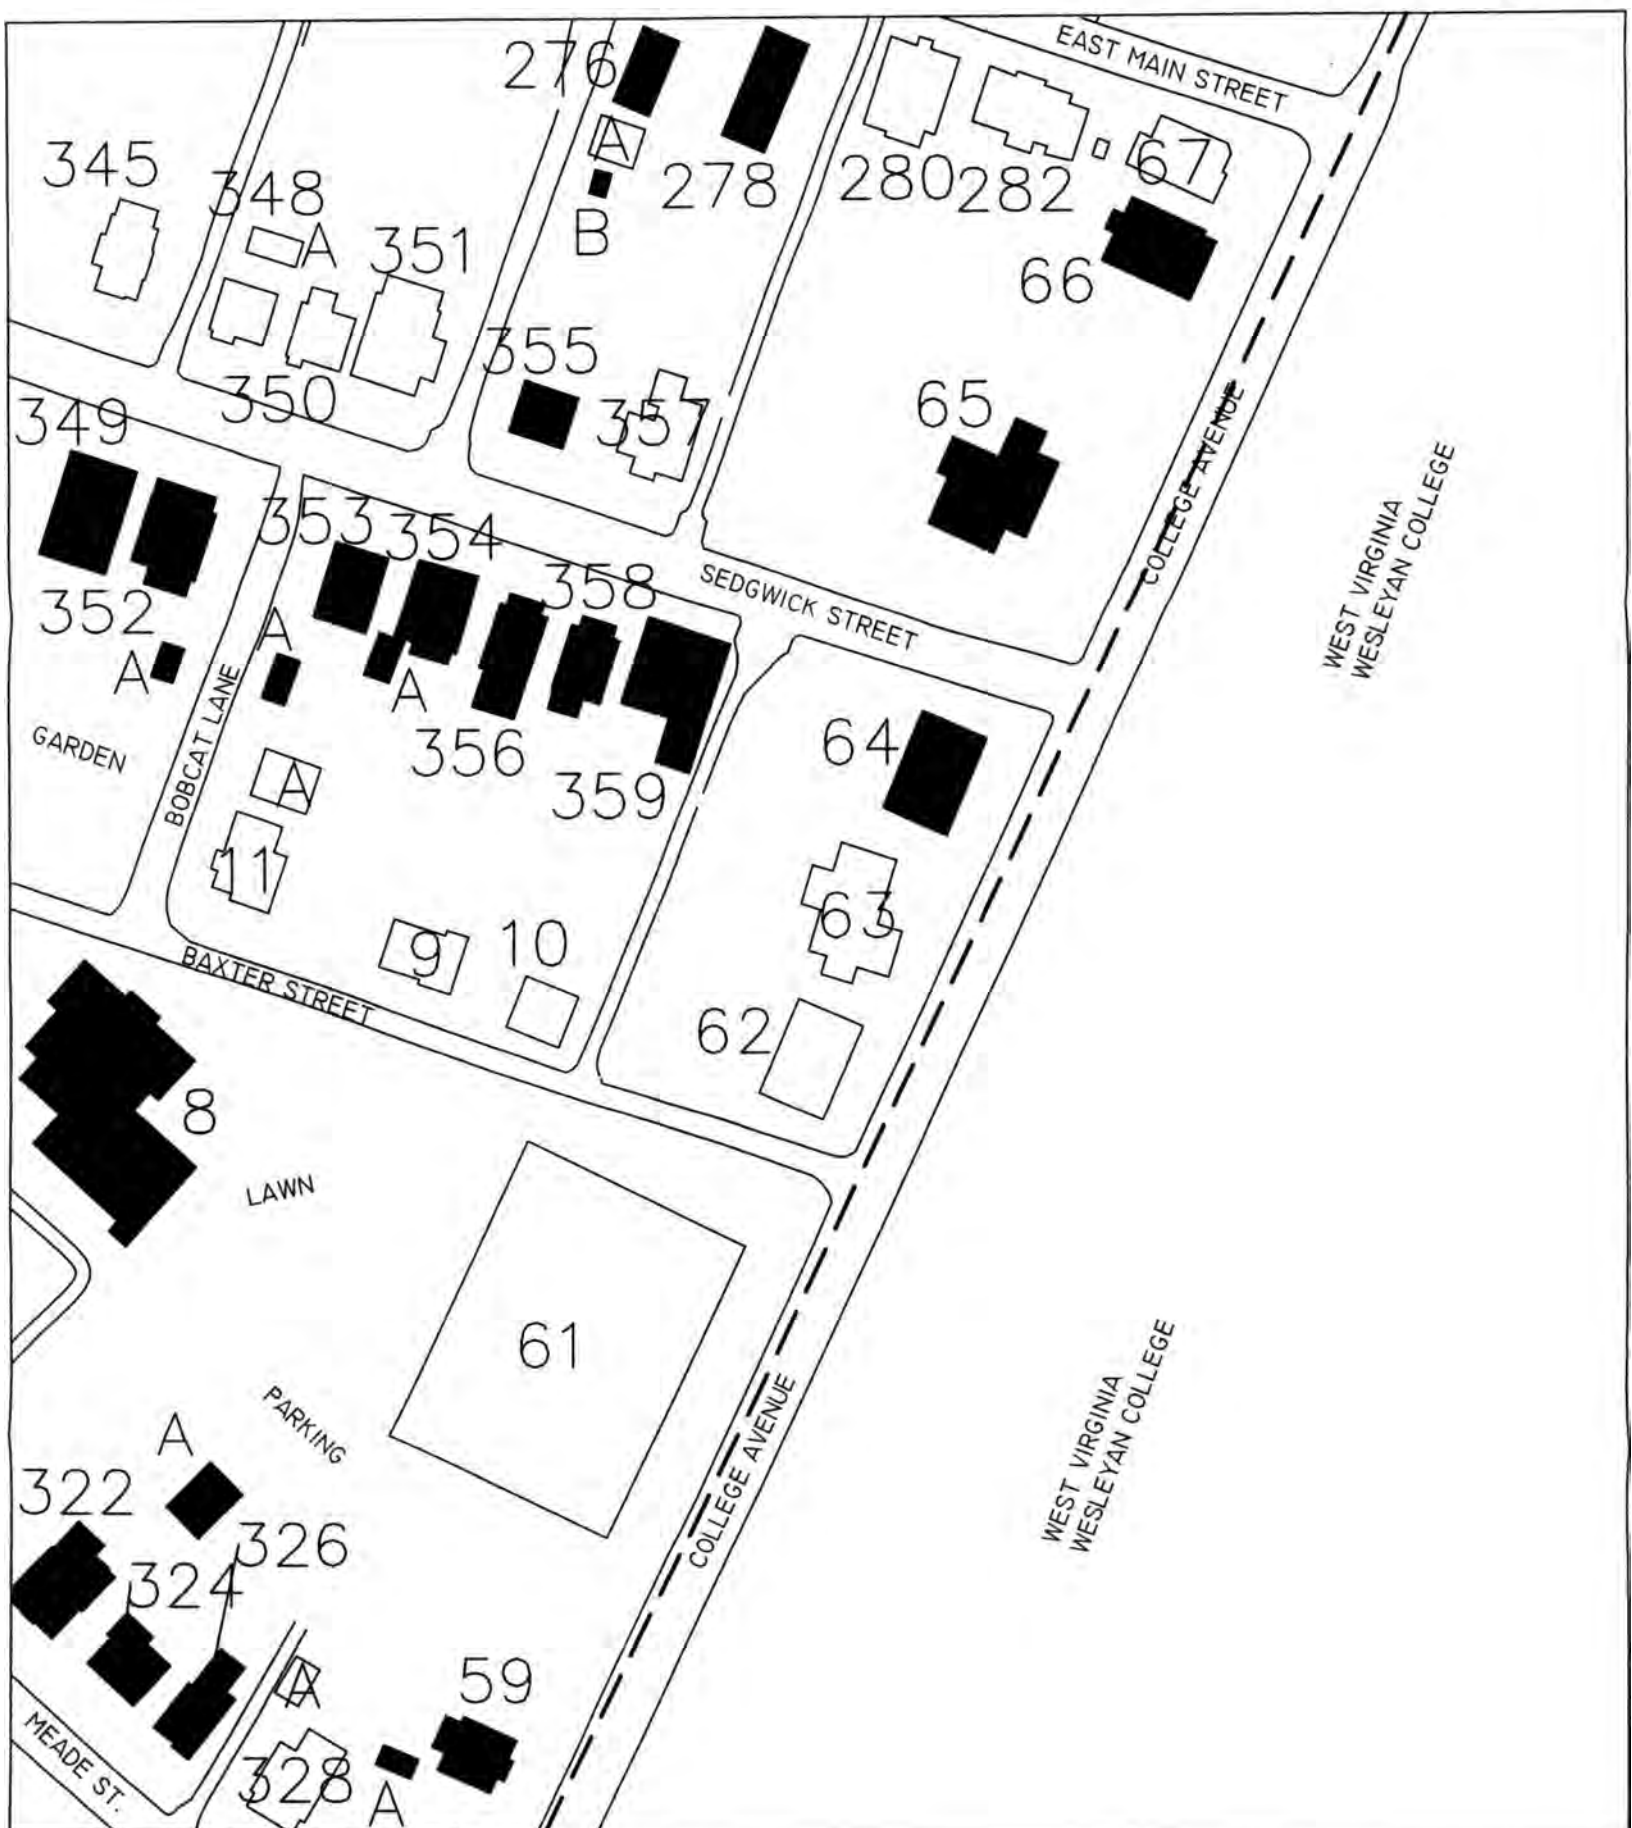 EAST MAIN STREET
276
A
B
278
280
282
67
66
345
348
A
351
350
355
357
65
COLLEGE AVENUE
WEST VIRGINIA
WESLEYAN COLLEGE
349
352
A
353
A
354
A
358
356
359
SEDGWICK STREET
GARDEN
BOBCAT LANE
64
A
11
63
9
10
62
BAXTER STREET
8
LAWN
61
PARKING
COLLEGE AVENUE
WEST VIRGINIA
WESLEYAN COLLEGE
A
322
326
324
A
59
328
A
MEADE ST.